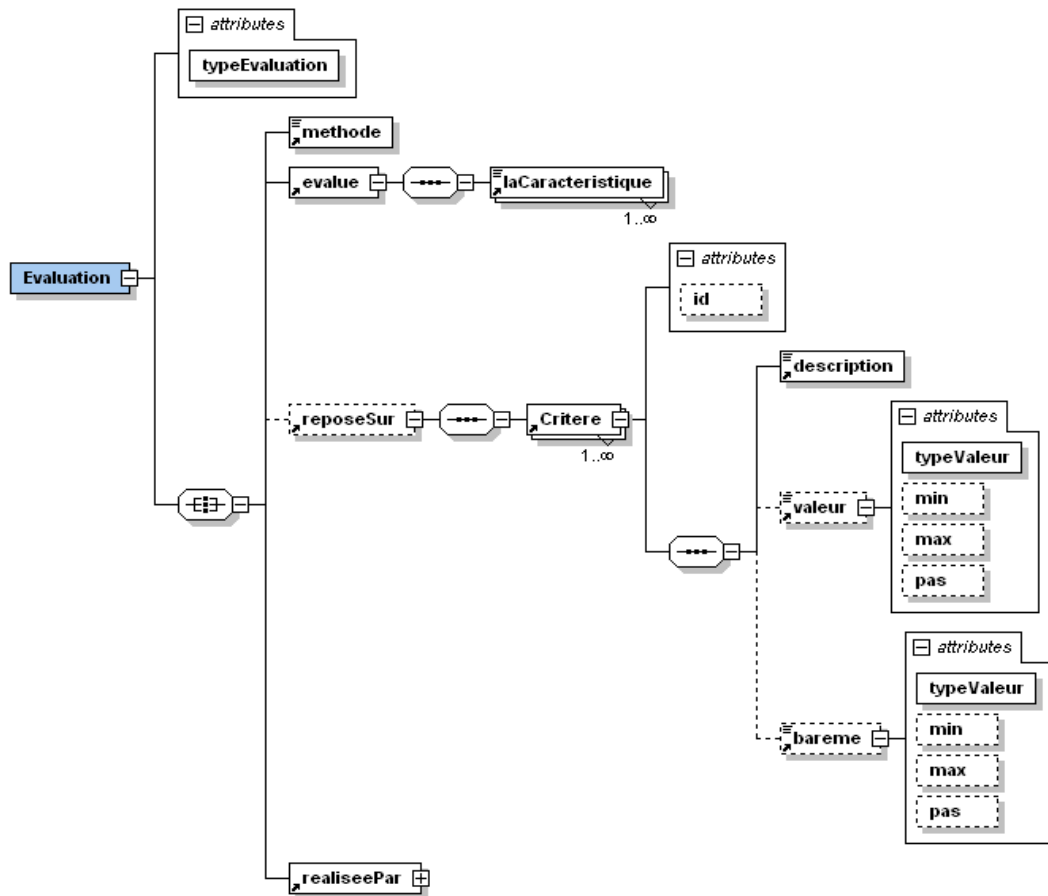 attributes
typeEvaluation
methode
evalue
laCaracteristique
1..∞
attributes
id
Evaluation
description
attributes
typeValeur
reposeSur
Critere
1..∞
valeur
min
max
pas
attributes
typeValeur
bareme
min
max
pas
realiseePar